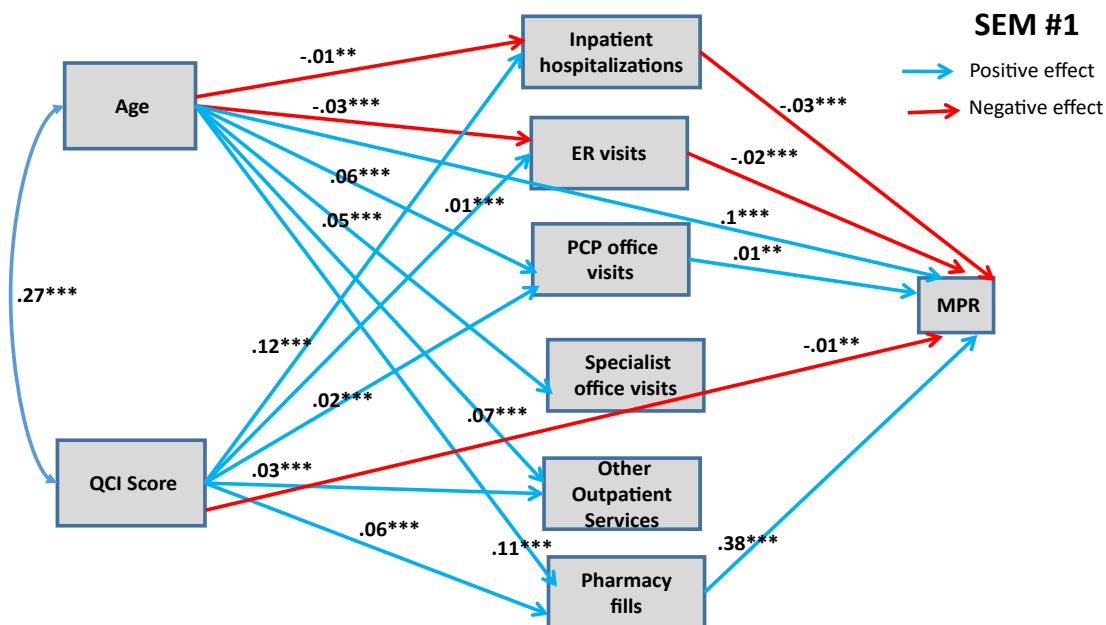 SEM #1
Positive effect
Negative effect
Inpatient
hospitalizations
-.01**
-.03***
Age
-.03***
ER visits
-.02***
.06***
.01***
.05***
.1***
PCP office
visits
.01**
MPR
.27***
.12***
-.01**
Specialist
office visits
.02***
.07***
QCI Score
.03***
Other
Outpatient
Services
.06***
.11***
.38***
Pharmacy
fills